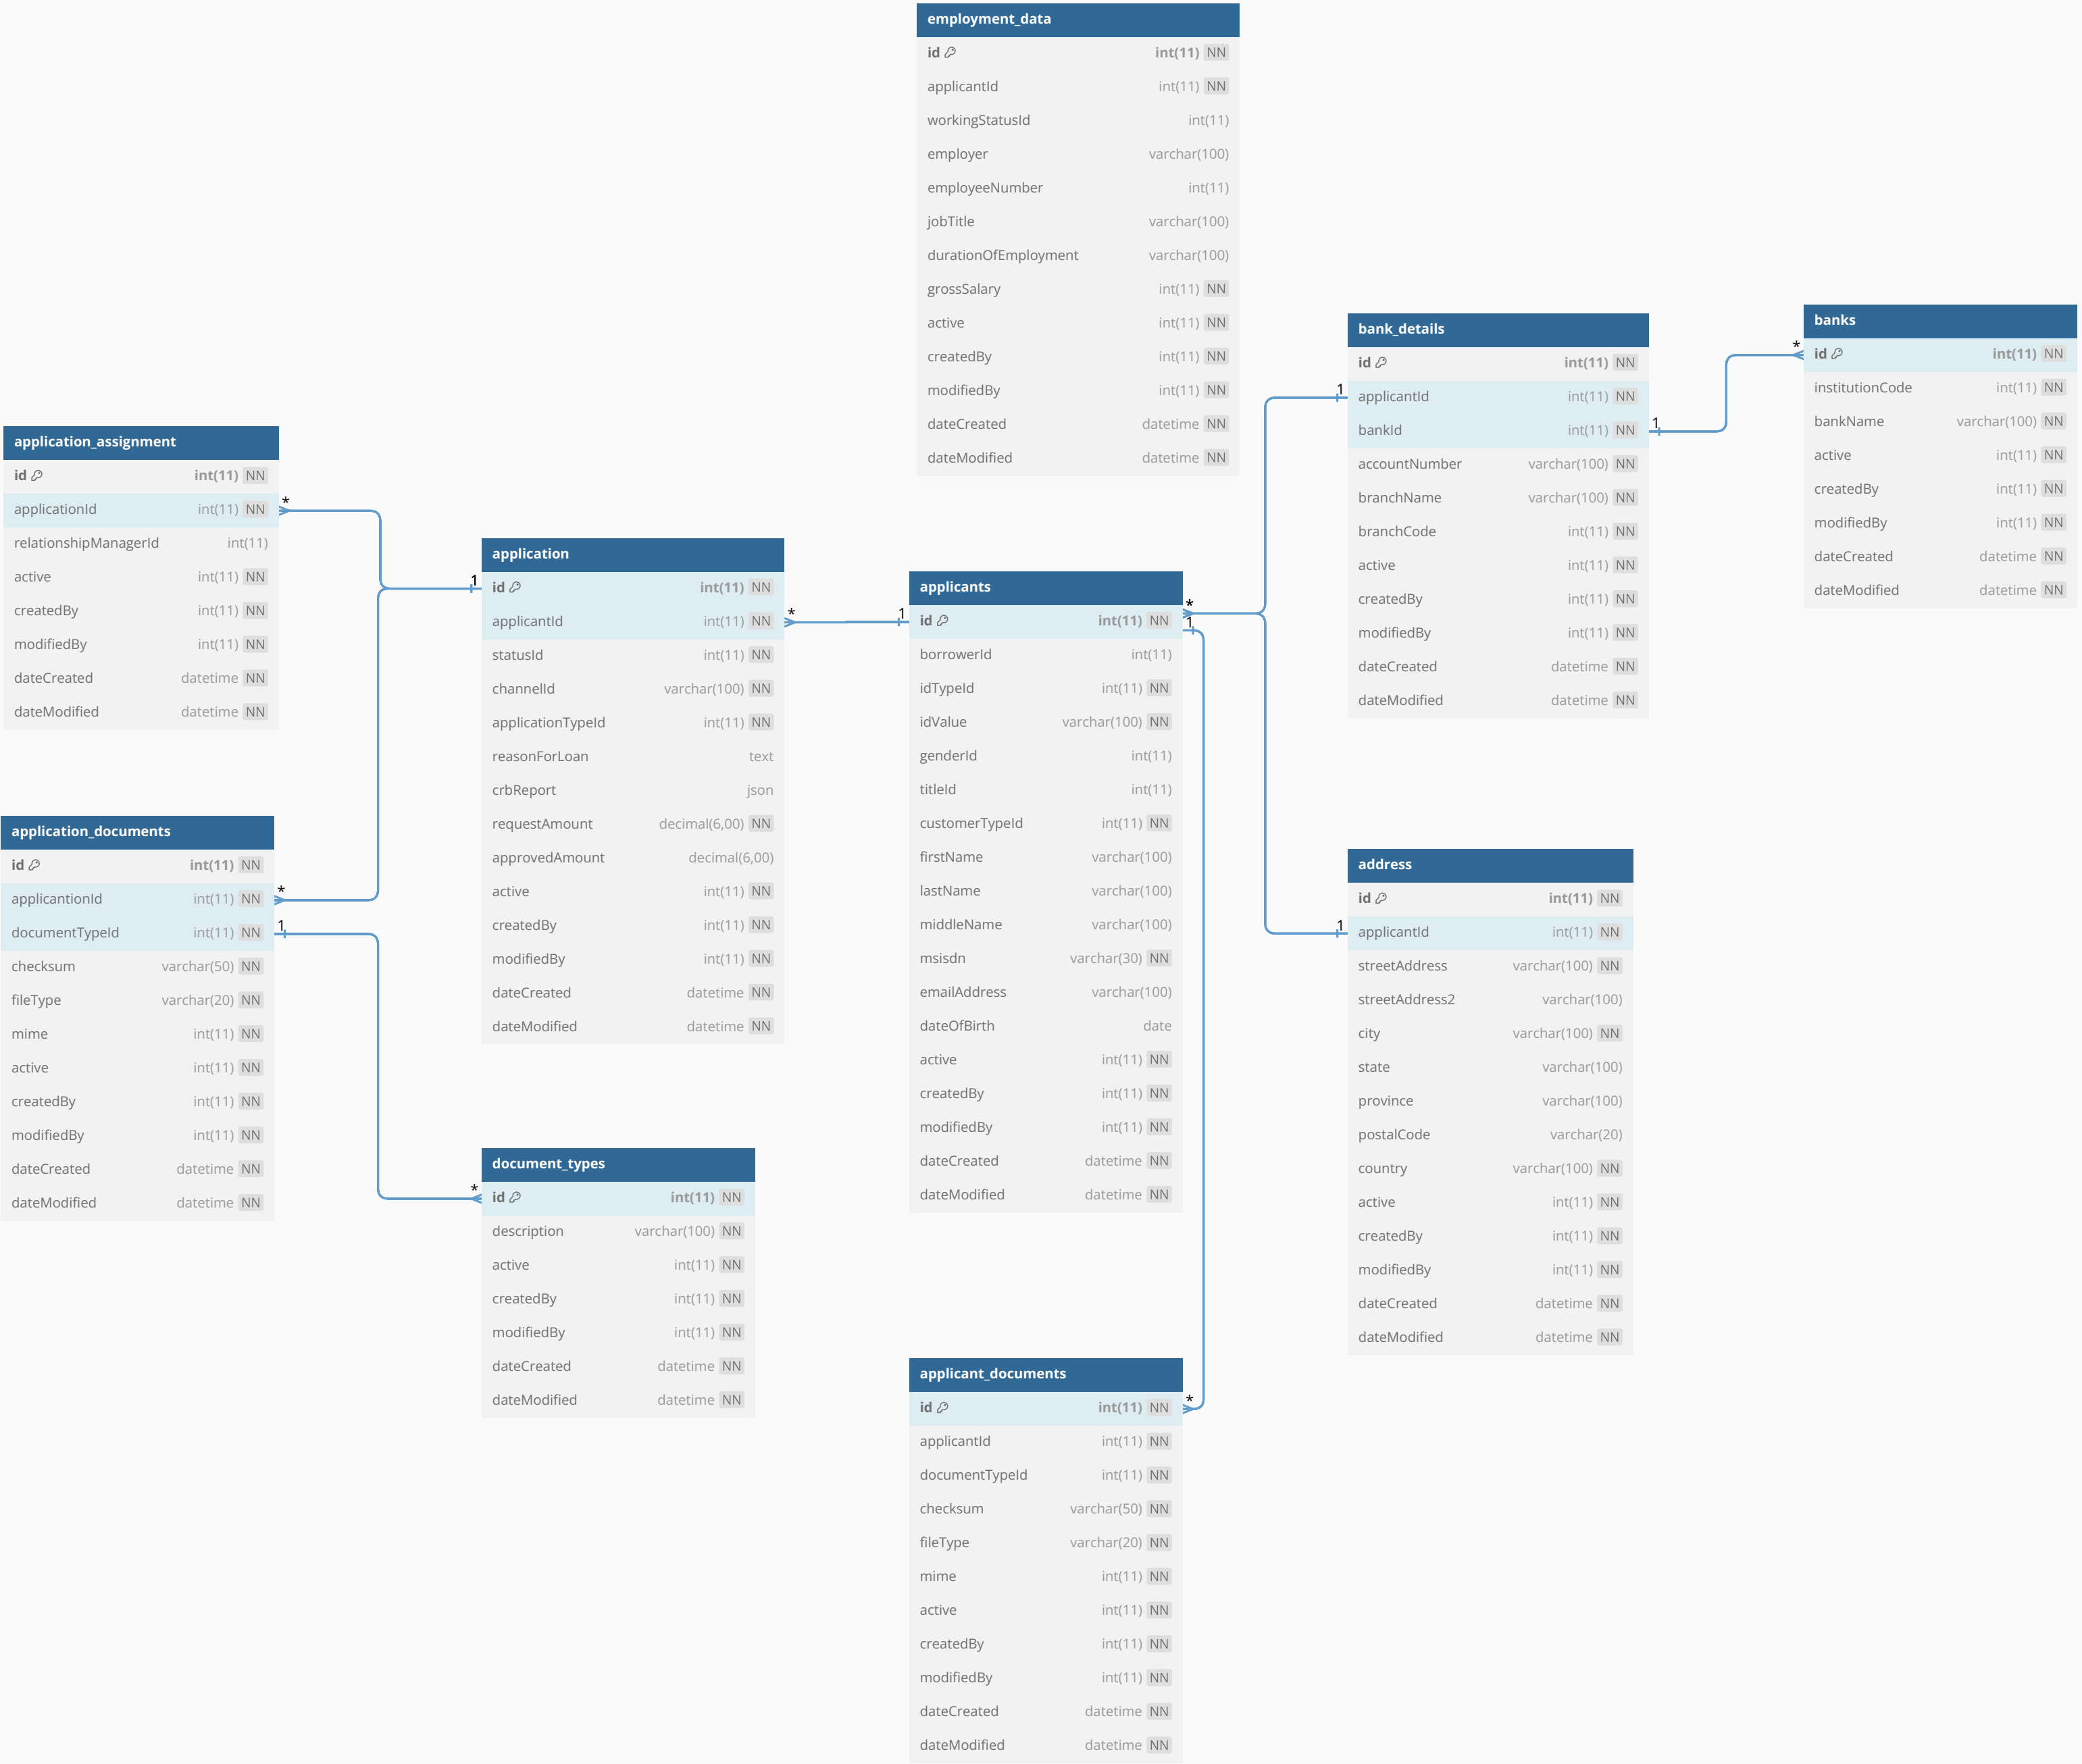 employment_data
id int(11) NN
applicantId int(11) NN
workingStatusId int(11)
employer varchar(100)
employeeNumber int(11)
jobTitle varchar(100)
durationOfEmployment varchar(100)
grossSalary int(11) NN
active int(11) NN
createdBy int(11) NN
modifiedBy int(11) NN
dateCreated datetime NN
dateModified datetime NN
bank_details
id int(11) NN
1
applicantId int(11) NN
bankId int(11) NN
1
accountNumber varchar(100) NN
branchName varchar(100) NN
branchCode int(11) NN
active int(11) NN
createdBy int(11) NN
modifiedBy int(11) NN
dateCreated datetime NN
dateModified datetime NN
banks
*
id int(11) NN
institutionCode int(11) NN
bankName varchar(100) NN
active int(11) NN
createdBy int(11) NN
modifiedBy int(11) NN
dateCreated datetime NN
dateModified datetime NN
application_assignment
id int(11) NN
applicationId int(11) NN
*
relationshipManagerId int(11)
active int(11) NN
createdBy int(11) NN
modifiedBy int(11) NN
dateCreated datetime NN
dateModified datetime NN
application
1
id int(11) NN
applicantId int(11) NN
*
statusId int(11) NN
channelId varchar(100) NN
applicationTypeId int(11) NN
reasonForLoan text
crbReport json
requestAmount decimal(6,00) NN
approvedAmount decimal(6,00)
active int(11) NN
createdBy int(11) NN
modifiedBy int(11) NN
dateCreated datetime NN
dateModified datetime NN
applicants
*
1
id int(11) NN
1
borrowerId int(11)
idTypeId int(11) NN
idValue varchar(100) NN
genderId int(11)
titleId int(11)
customerTypeId int(11) NN
firstName varchar(100)
lastName varchar(100)
middleName varchar(100)
msisdn varchar(30) NN
emailAddress varchar(100)
dateOfBirth date
active int(11) NN
createdBy int(11) NN
modifiedBy int(11) NN
dateCreated datetime NN
dateModified datetime NN
application_documents
id int(11) NN
applicantionId int(11) NN
*
documentTypeId int(11) NN
1
checksum varchar(50) NN
fileType varchar(20) NN
mime int(11) NN
active int(11) NN
createdBy int(11) NN
modifiedBy int(11) NN
dateCreated datetime NN
dateModified datetime NN
address
id int(11) NN
1
applicantId int(11) NN
streetAddress varchar(100) NN
streetAddress2 varchar(100)
city varchar(100) NN
state varchar(100)
province varchar(100)
postalCode varchar(20)
country varchar(100) NN
active int(11) NN
createdBy int(11) NN
modifiedBy int(11) NN
dateCreated datetime NN
dateModified datetime NN
document_types
*
id int(11) NN
description varchar(100) NN
active int(11) NN
createdBy int(11) NN
modifiedBy int(11) NN
dateCreated datetime NN
dateModified datetime NN
applicant_documents
id int(11) NN
*
applicantId int(11) NN
documentTypeId int(11) NN
checksum varchar(50) NN
fileType varchar(20) NN
mime int(11) NN
active int(11) NN
createdBy int(11) NN
modifiedBy int(11) NN
dateCreated datetime NN
dateModified datetime NN